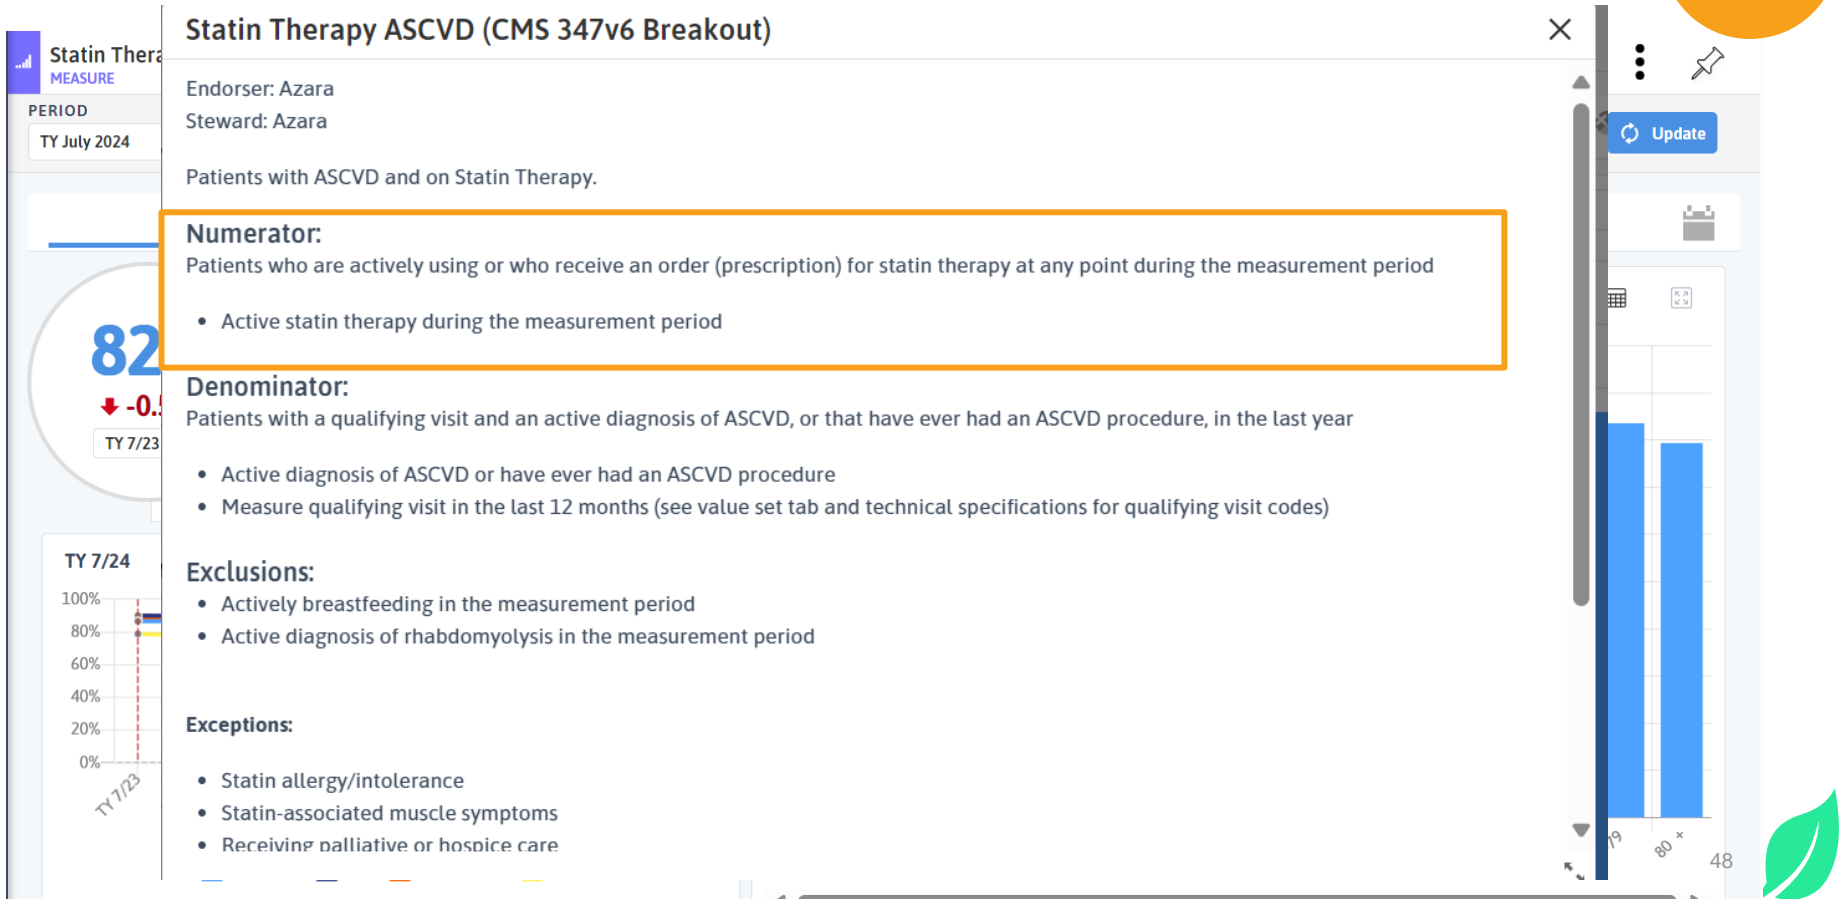 Statin Therapy ASCVD (CMS 347v6 Breakout)
Statin Thera
MEASURE
PERIOD
TY July 2024
Update
Endorser: Azara
Steward: Azara
Patients with ASCVD and on Statin Therapy.
Numerator:
Patients who are actively using or who receive an order (prescription) for statin therapy at any point during the measurement period
• Active statin therapy during the measurement period
82
-0.
TY 7/23
Denominator:
Patients with a qualifying visit and an active diagnosis of ASCVD, or that have ever had an ASCVD procedure, in the last year
• Active diagnosis of ASCVD or have ever had an ASCVD procedure
• Measure qualifying visit in the last 12 months (see value set tab and technical specifications for qualifying visit codes)
Exclusions:
• Actively breastfeeding in the measurement period
• Active diagnosis of rhabdomyolysis in the measurement period
Exceptions:
• Statin allergy/intolerance
• Statin-associated muscle symptoms
• Receiving palliative or hospice care
TY 7/24
100%
80%
60%
40%
20%
0%
TY 7/23
80 +
48